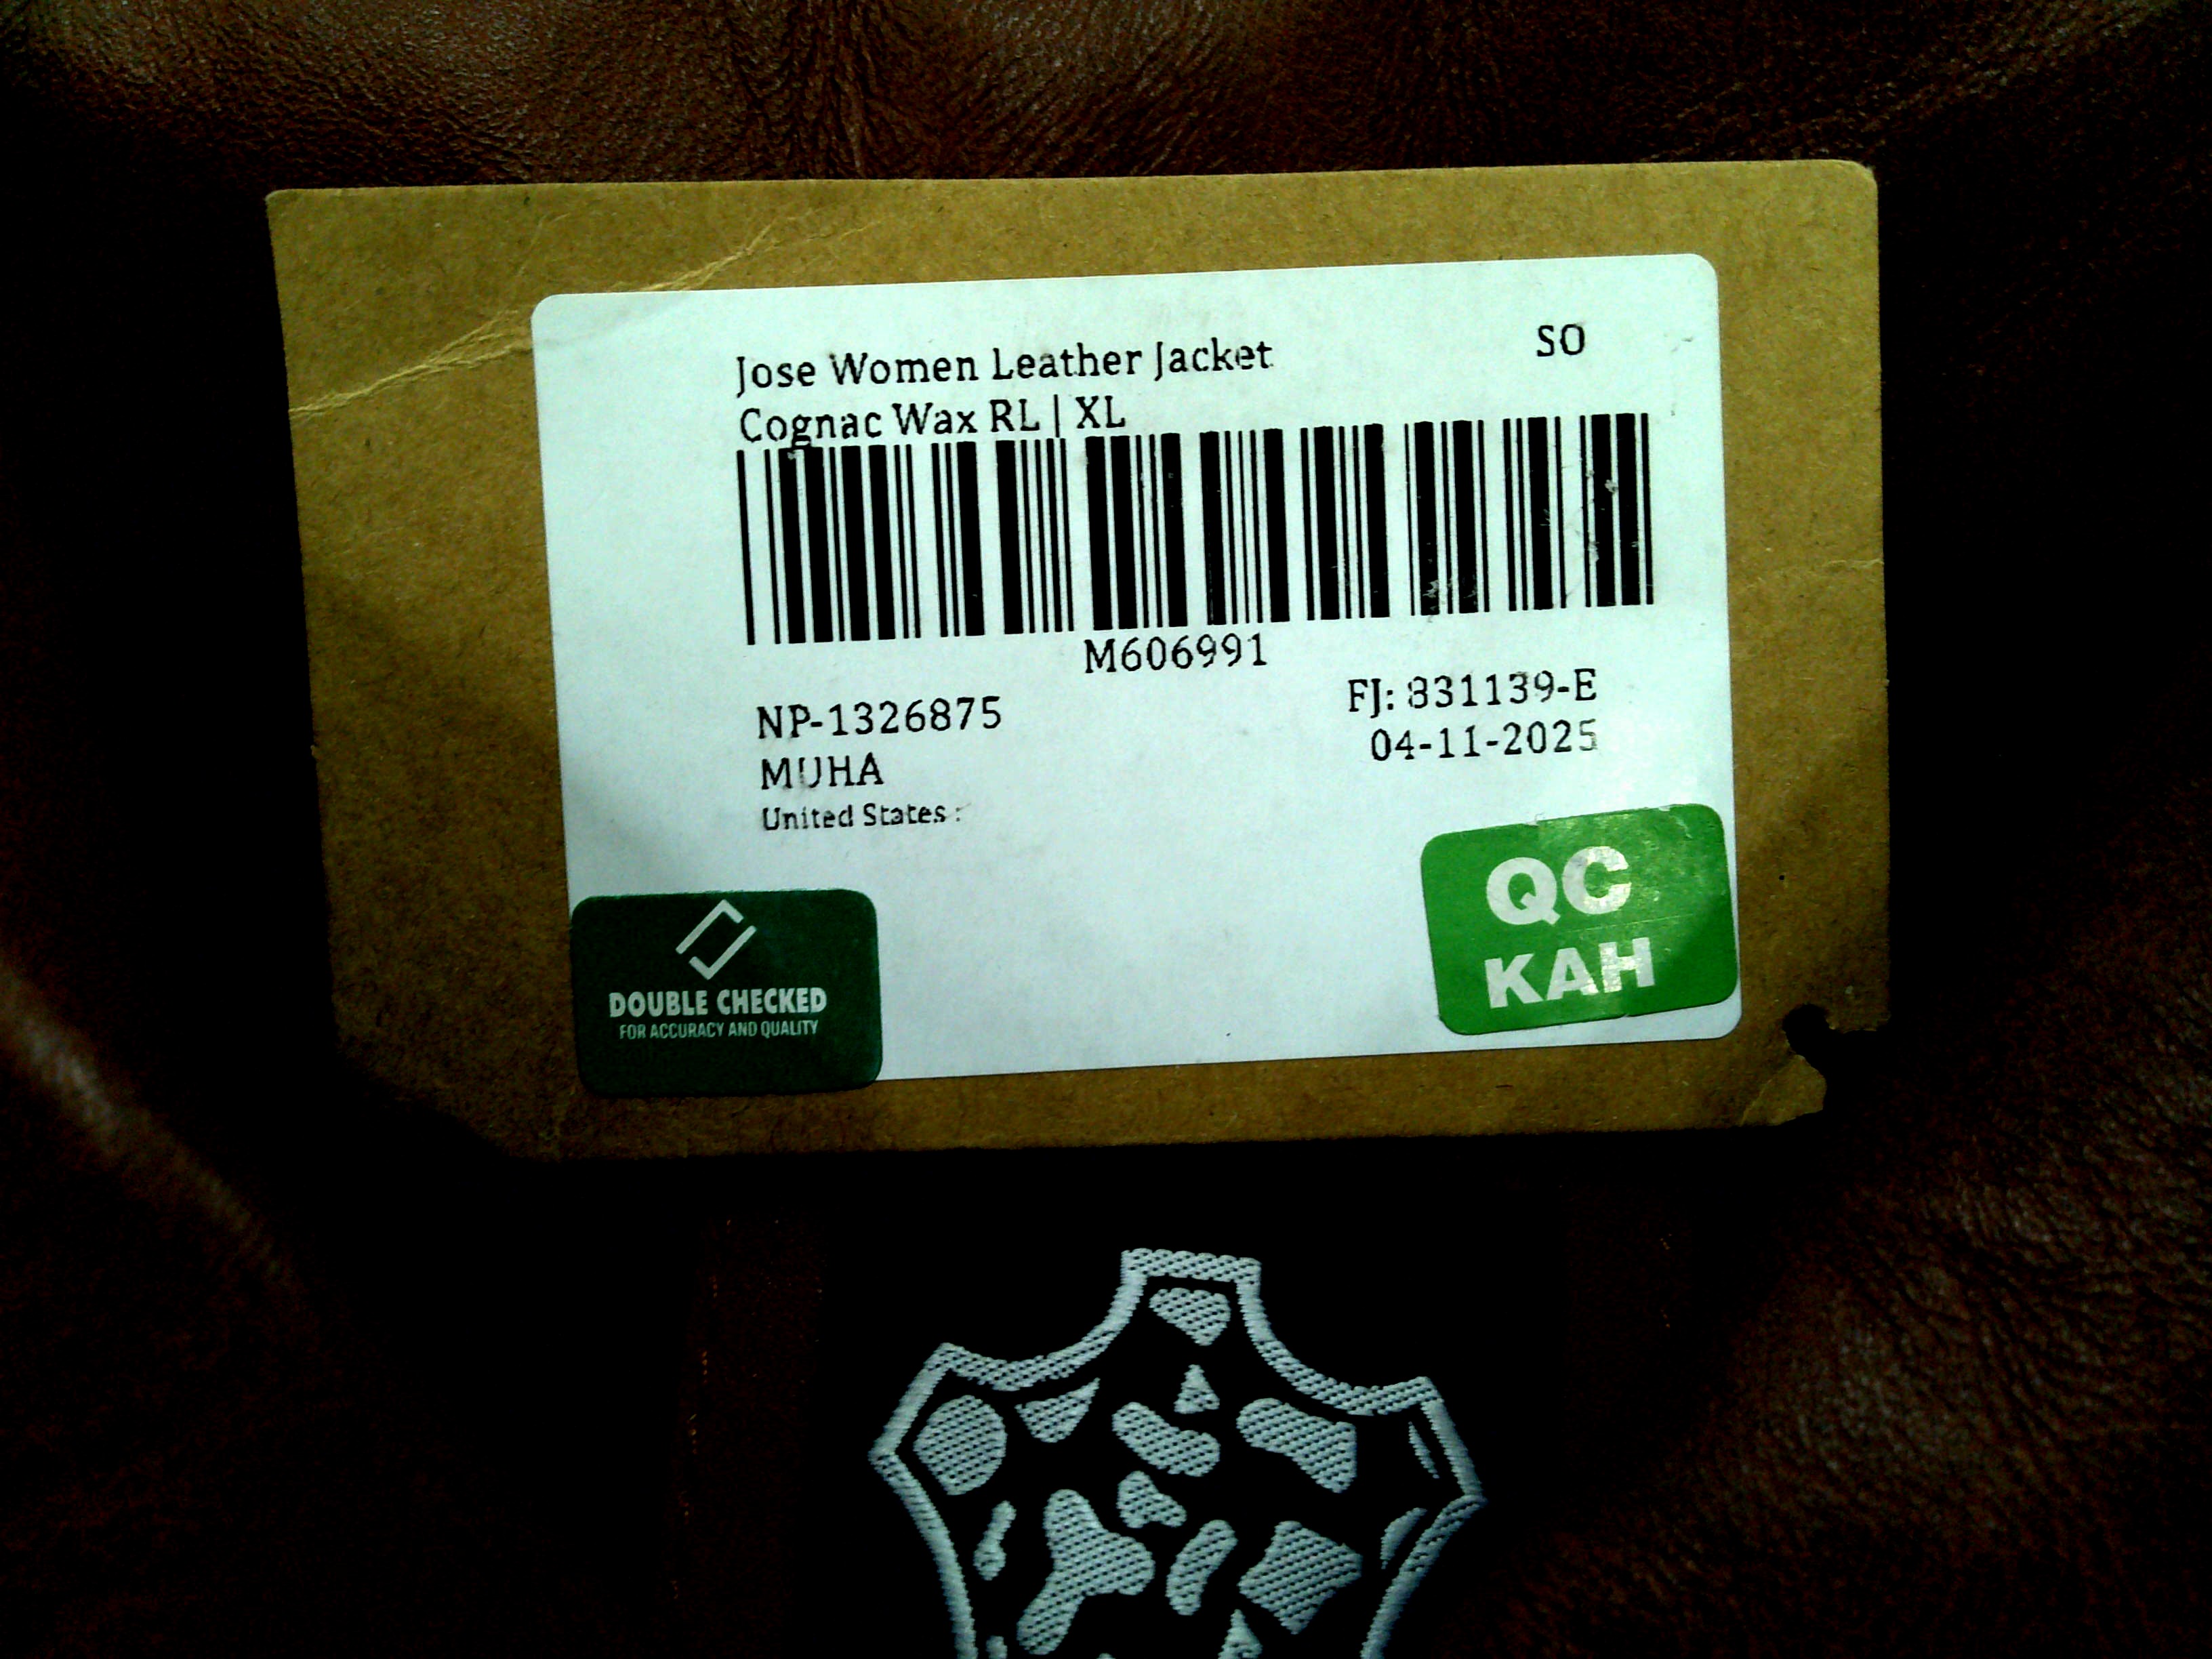 Jose Women Leather Jacket
SO
Cognac Wax RL | XL
M606991
NP-1326875
FJ: 831139-E
MUHA
04-11-2025
United States :
DOUBLE CHECKED
FOR ACCURACY AND QUALITY
QC
KAH